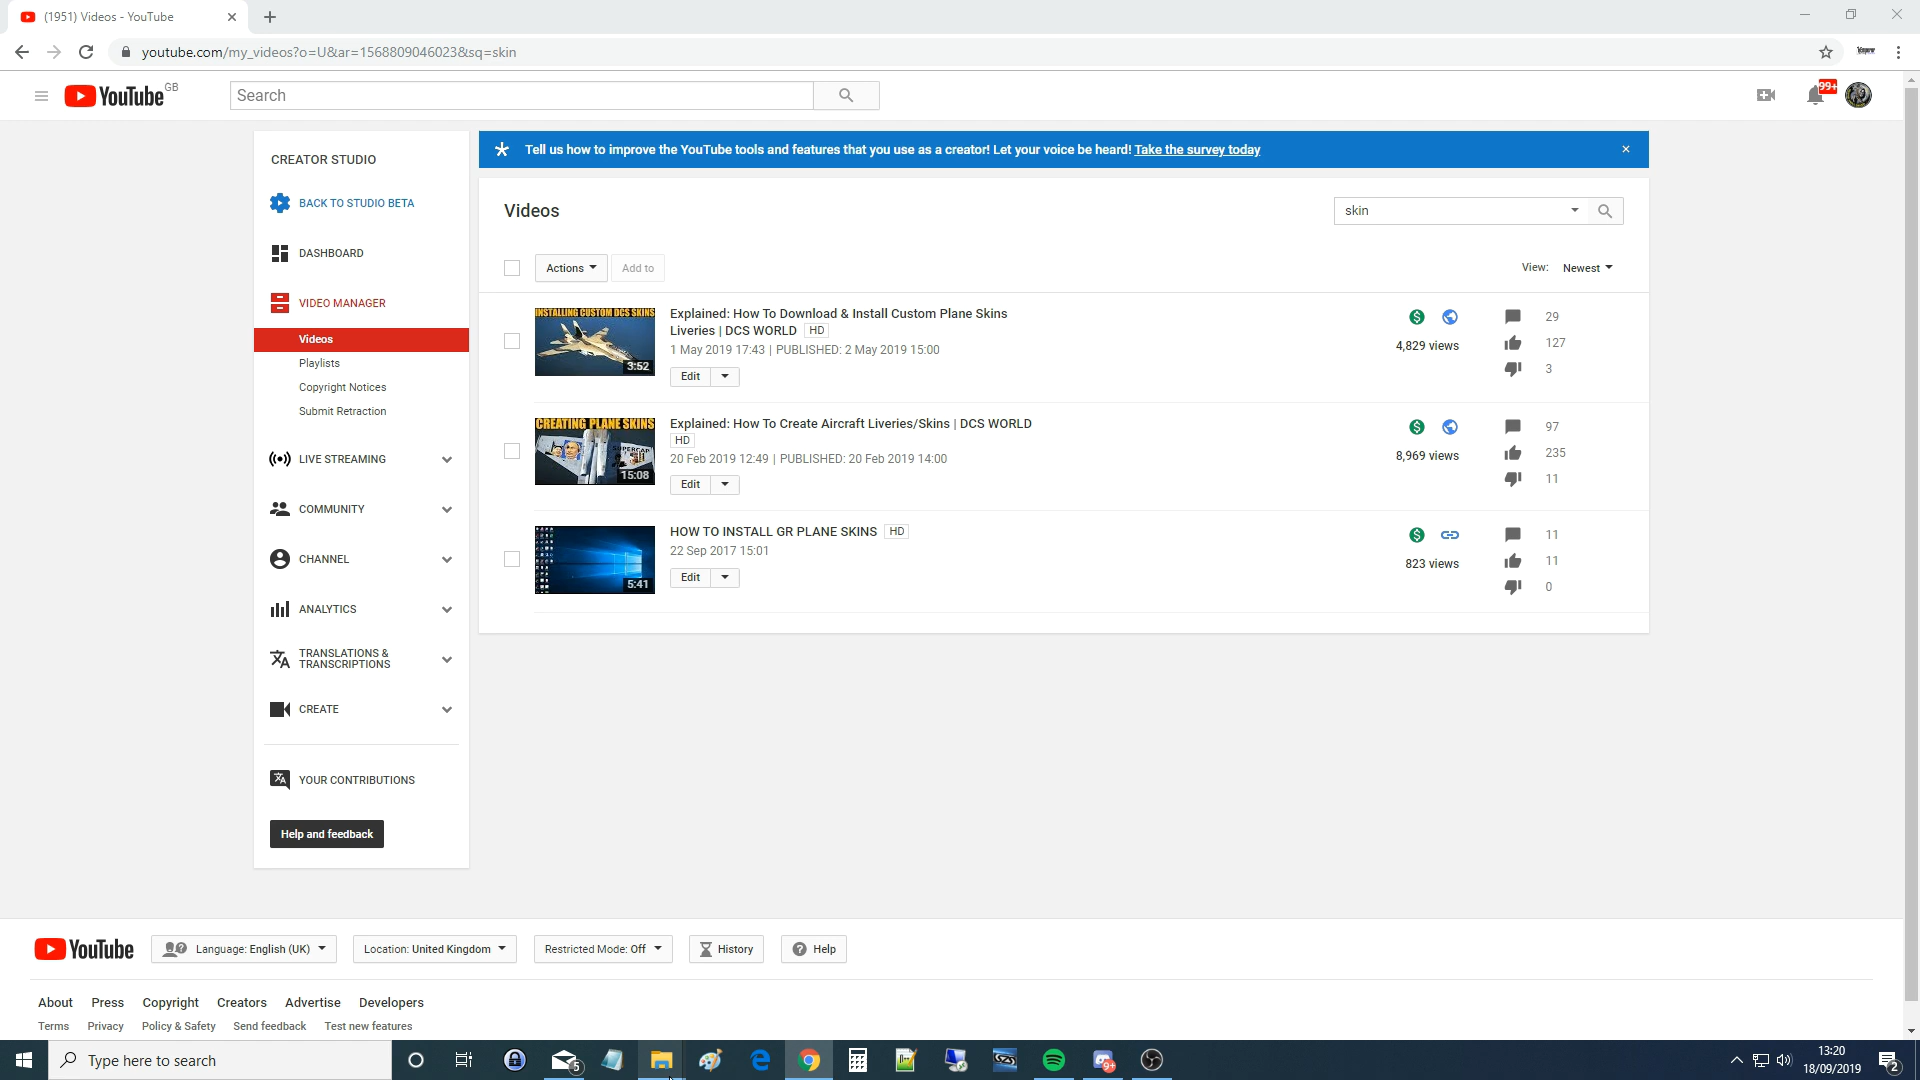 (1951) Videos - YouTube
youtube.com/my_videos?o=U&ar=1568809046023&sq=skin
YouTube GB
Search
99+
CREATOR STUDIO
BACK TO STUDIO BETA
DASHBOARD
VIDEO MANAGER
Videos
Playlists
Copyright Notices
Submit Retraction
LIVE STREAMING
COMMUNITY
CHANNEL
ANALYTICS
TRANSLATIONS &
TRANSCRIPTIONS
CREATE
YOUR CONTRIBUTIONS
Help and feedback
Tell us how to improve the YouTube tools and features that you use as a creator! Let your voice be heard! Take the survey today
Videos
skin
Actions
Add to
View: Newest
INSTALLING CUSTOM DCS SKINS
3:52
Explained: How To Download & Install Custom Plane Skins
Liveries | DCS WORLD HD
1 May 2019 17:43 | PUBLISHED: 2 May 2019 15:00
Edit
4,829 views
29
127
3
CREATING PLANE SKINS
SUPERCAP
15:08
Explained: How To Create Aircraft Liveries/Skins | DCS WORLD
HD
20 Feb 2019 12:49 | PUBLISHED: 20 Feb 2019 14:00
Edit
8,969 views
97
235
11
5:41
HOW TO INSTALL GR PLANE SKINS HD
22 Sep 2017 15:01
Edit
823 views
11
11
0
YouTube
Language: English (UK)
Location: United Kingdom
Restricted Mode: Off
History
Help
About Press Copyright Creators Advertise Developers
Terms Privacy Policy & Safety Send feedback Test new features
Type here to search
5
9+
13:20
18/09/2019
2